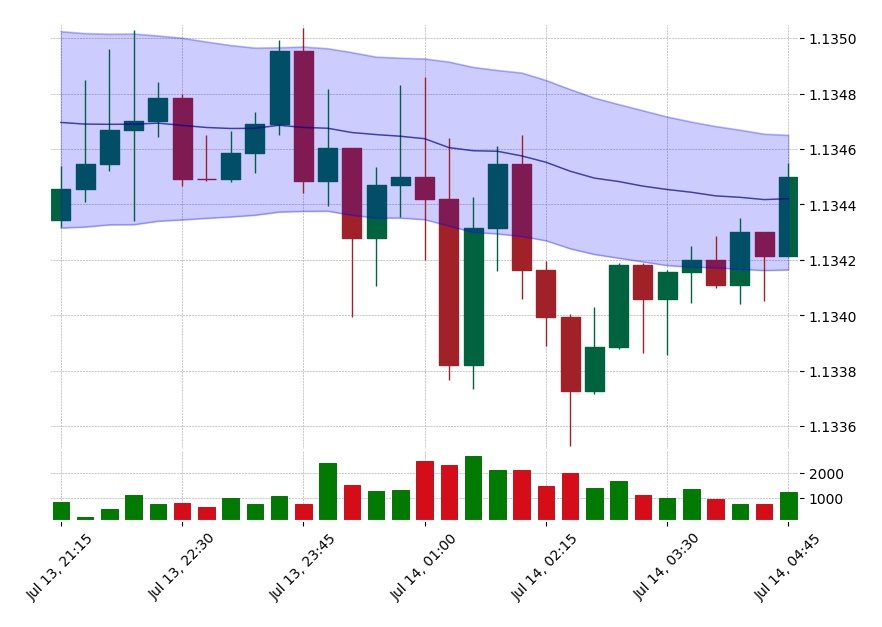 1.1350
1.1348
1.1346
1.1344
1.1342
1.1340
1.1338
1.1336
2000
1000
Jul 13, 21:15
Jul 13, 22:30
Jul 13, 23:45
Jul 14, 01:00
Jul 14, 02:15
Jul 14, 03:30
Jul 14, 04:45